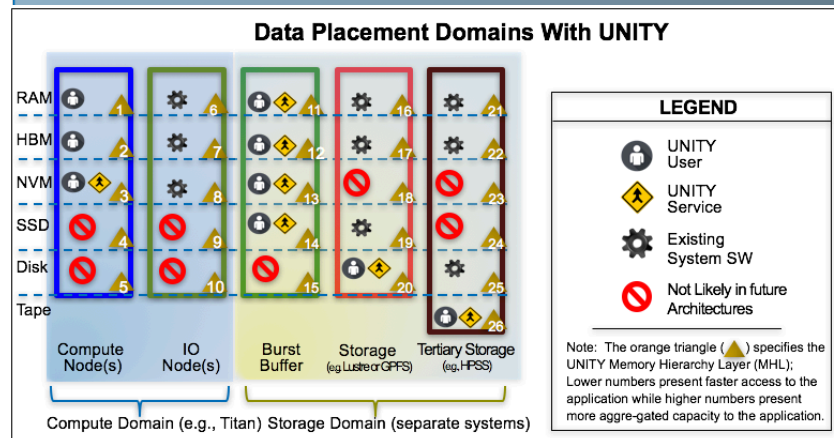 Data Placement Domains With UNITY
RAM
1
6
11
16
21
HBM
2
7
12
17
22
NVM
3
8
13
18
23
SSD
4
9
14
19
24
Disk
5
10
15
20
25
Tape
26
Compute
Node(s)
IO
Node(s)
Burst
Buffer
Storage
(e.g. Lustre or GPFS)
Tertiary Storage
(eg, HPSS)
Compute Domain (e.g., Titan)
Storage Domain (separate systems)
LEGEND
UNITY
User
UNITY
Service
Existing
System SW
Not Likely in future
Architectures
Note: The orange triangle ( ) specifies the
UNITY Memory Hierarchy Layer (MHL);
Lower numbers present faster access to the
application while higher numbers present
more aggre-gated capacity to the application.